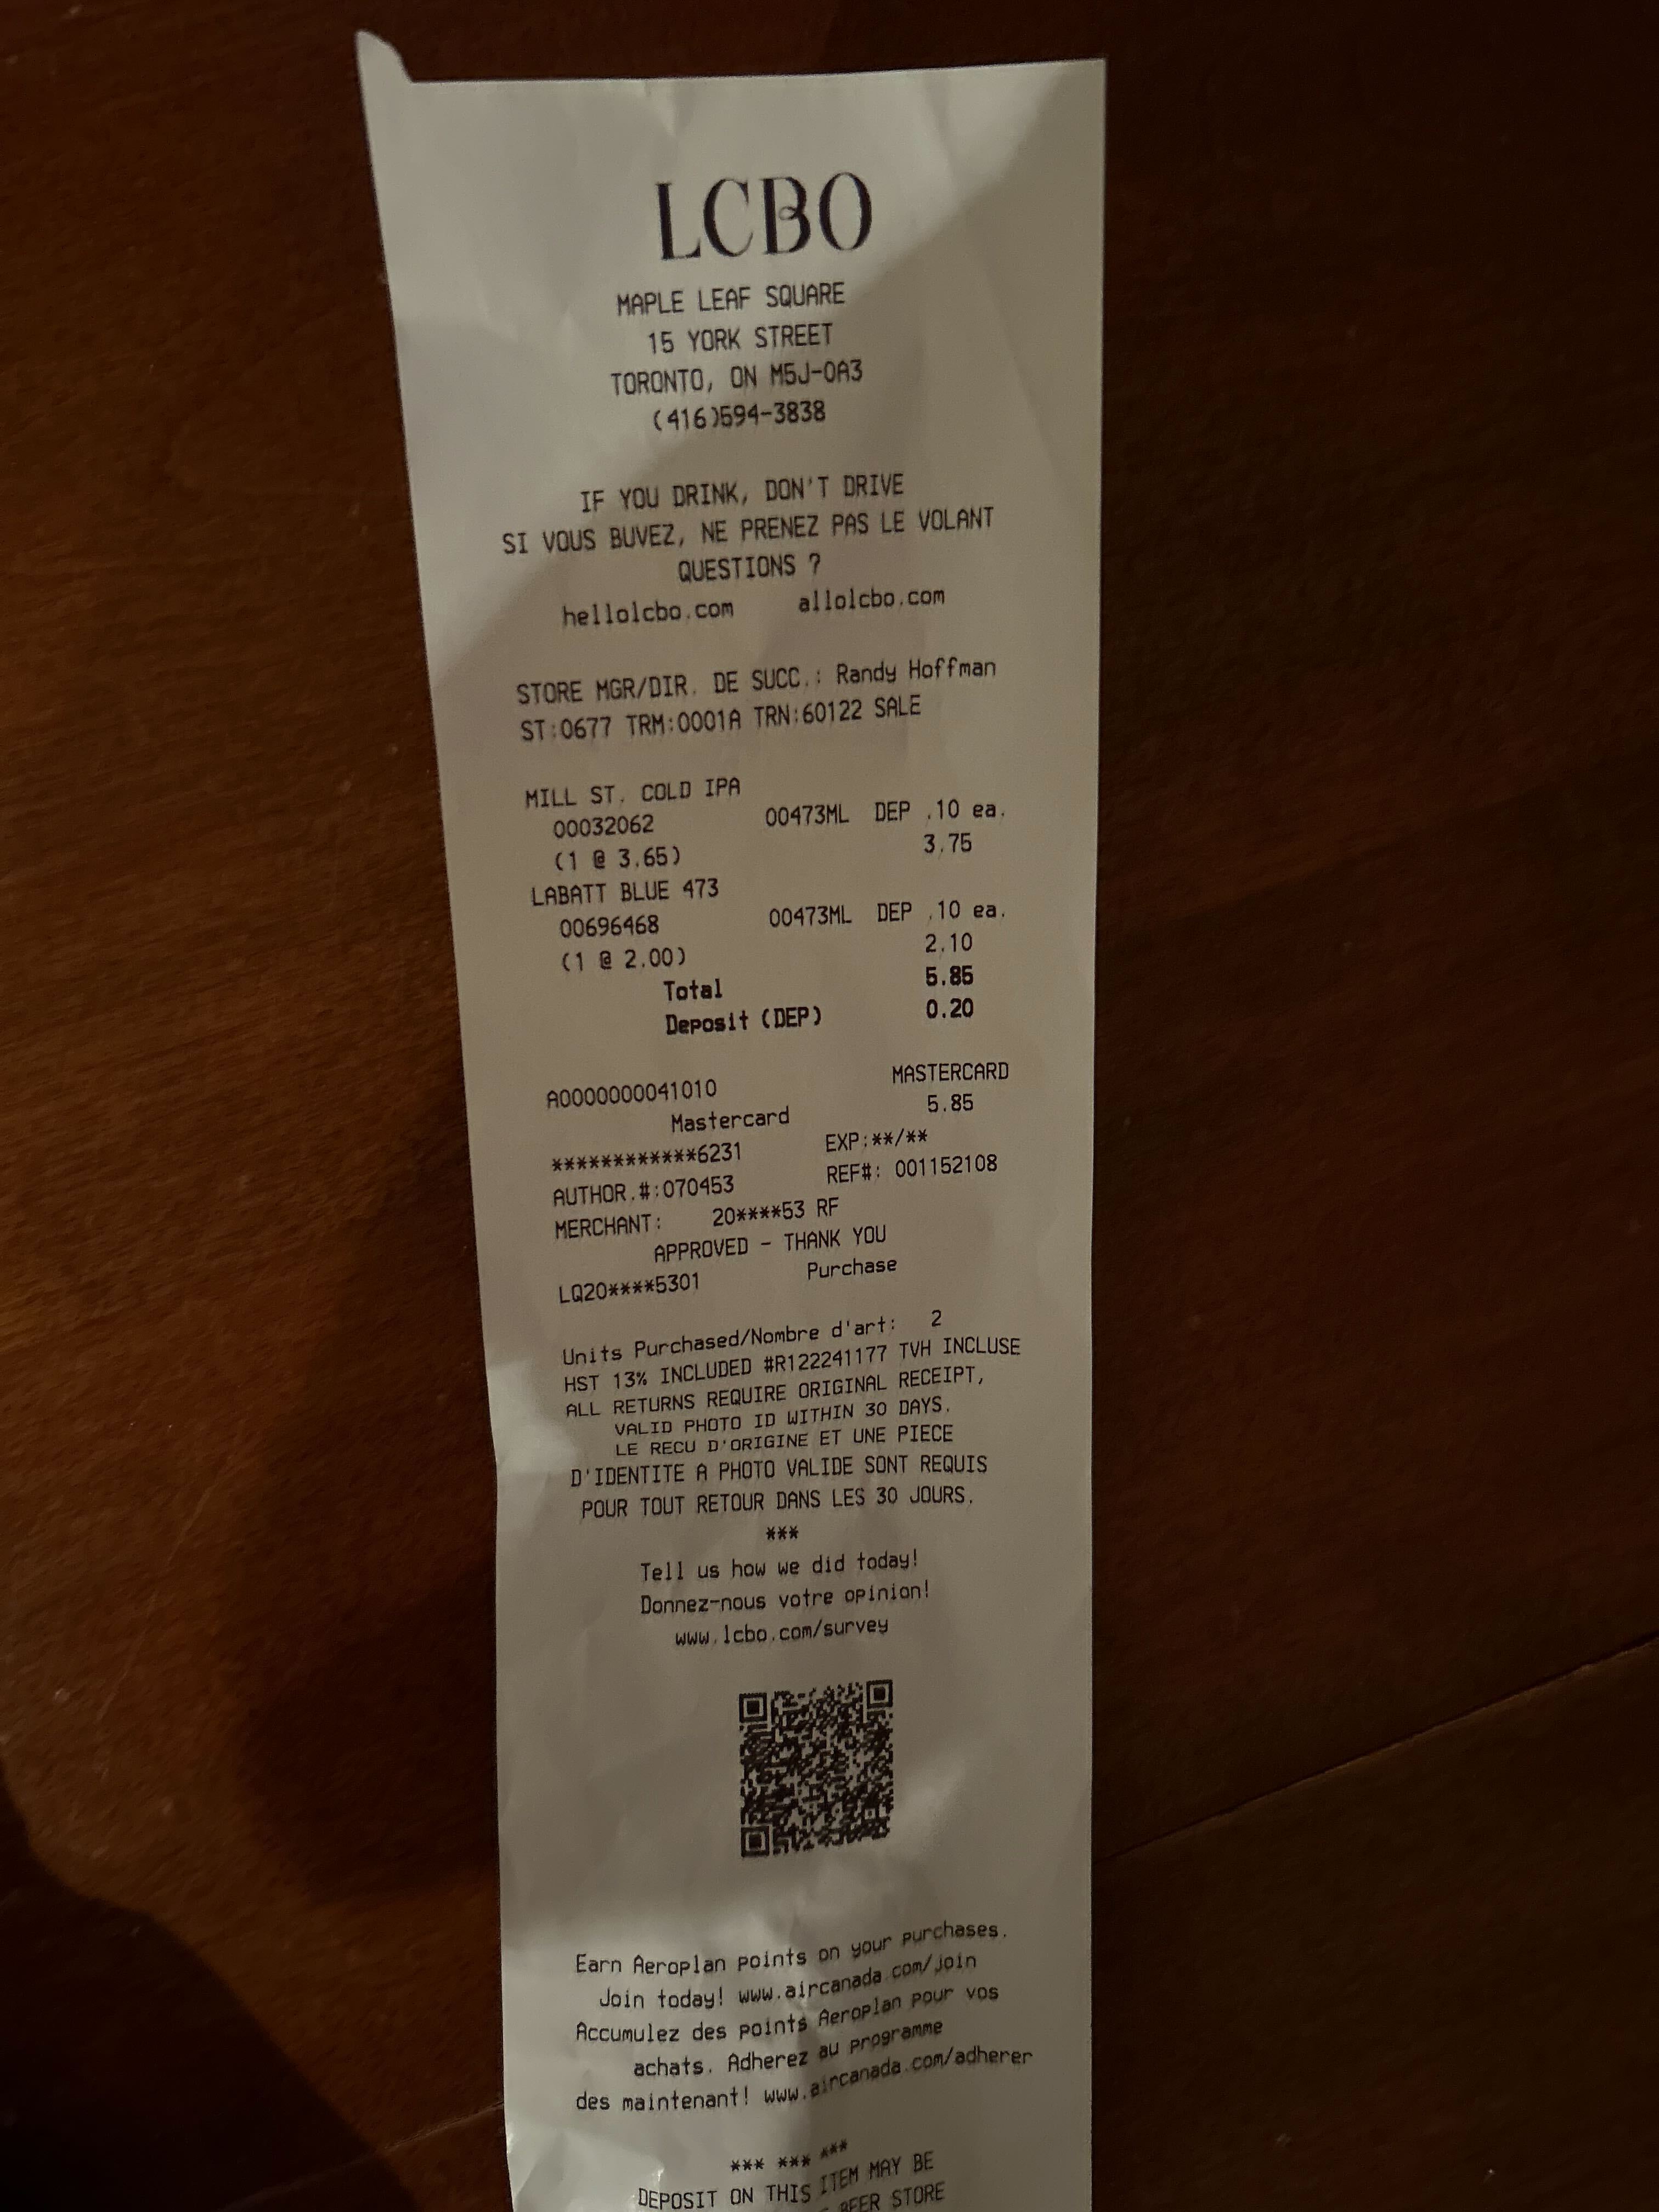 LCBO
MAPLE LEAF SQUARE
15 YORK STREET
TORONTO, ON M5J-0A3
(416)594-3838
IF YOU DRINK, DON'T DRIVE
SI VOUS BUVEZ, NE PRENEZ PAS LE VOLANT
QUESTIONS ?
hellolcbo.com allolcbo.com
STORE MGR/DIR. DE SUCC.: Randy Hoffman
ST:0677 TRM:0001A TRN:60122 SALE
MILL ST. COLD IPA
00032062 00473ML DEP .10 ea.
(1 @ 3.65) 3.75
LABATT BLUE 473
00696468 00473ML DEP .10 ea.
(1 @ 2.00) 2.10
Total 5.85
Deposit (DEP) 0.20
A0000000041010 MASTERCARD
Mastercard 5.85
************6231 EXP:**/**
AUTHOR.#:070453 REF#: 001152108
MERCHANT: 20****53 RF
APPROVED - THANK YOU
LQ20****5301 Purchase
Units Purchased/Nombre d'art: 2
HST 13% INCLUDED #R122241177 TVH INCLUSE
ALL RETURNS REQUIRE ORIGINAL RECEIPT,
VALID PHOTO ID WITHIN 30 DAYS.
LE RECU D'ORIGINE ET UNE PIECE
D'IDENTITE A PHOTO VALIDE SONT REQUIS
POUR TOUT RETOUR DANS LES 30 JOURS.
***
Tell us how we did today!
Donnez-nous votre opinion!
www.lcbo.com/survey
Earn Aeroplan points on your purchases.
Join today! www.aircanada.com/join
Accumulez des points Aeroplan pour vos
achats. Adherez au programme
des maintenant! www.aircanada.com/adherer
*** *** ***
DEPOSIT ON THIS ITEM MAY BE
BEER STORE